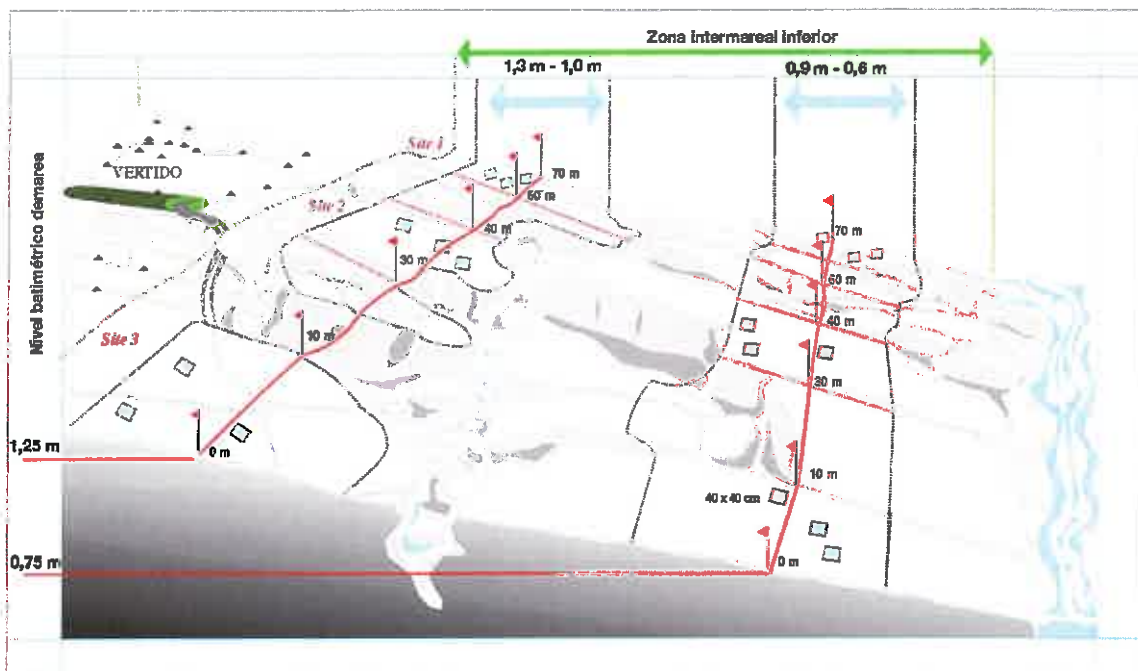 Zona intermareal inferior
1,3 m - 1,0 m
0,9 m - 0,6 m
Nivel batimétrico demarea
VERTIDO
Site 1
Site 2
Site 3
70 m
60 m
40 m
30 m
10 m
0 m
1,25 m
70 m
60 m
40 m
30 m
10 m
40 x 40 cm
0 m
0,75 m